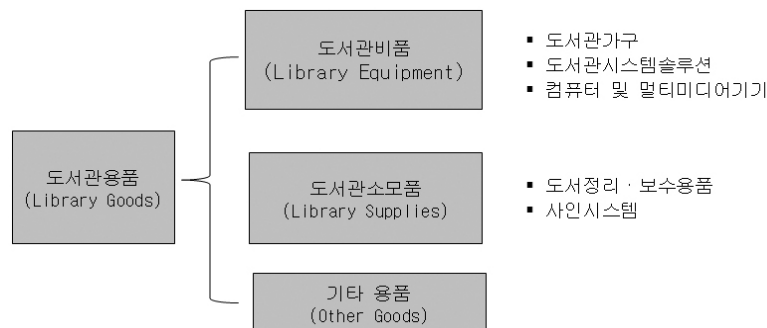 도서관비품
(Library Equipment)
▪ 도서관가구
▪ 도서관시스템솔루션
▪ 컴퓨터 및 멀티미디어기기
도서관용품
(Library Goods)
도서관소모품
(Library Supplies)
▪ 도서정리 · 보수용품
▪ 사인시스템
기타 용품
(Other Goods)